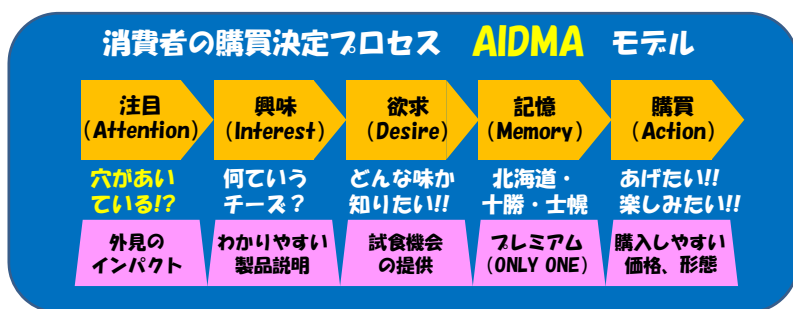 消費者の購買決定プロセス AIDMA モデル
注目
(Attention)
興味
(Interest)
欲求
(Desire)
記憶
(Memory)
購買
(Action)
穴があい
ている!?
何ていう
チーズ？
どんな味か
知りたい!!
北海道・
十勝・士幌
あげたい!!
楽しみたい!!
外見の
インパクト
わかりやすい
製品説明
試食機会
の提供
プレミアム
(ONLY ONE)
購入しやすい
価格、形態